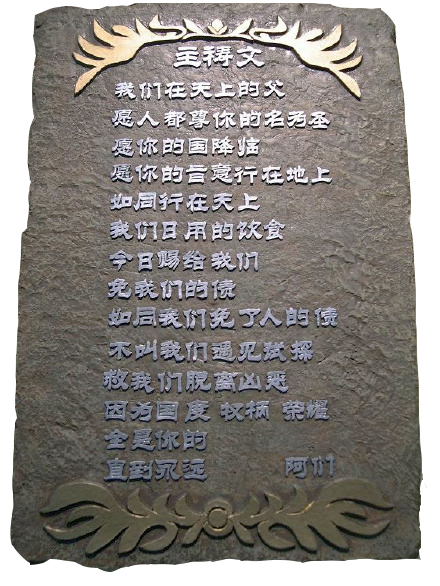 主祷文
我们在天上的父
愿人都尊你的名为圣
愿你的国降临
愿你的旨意行在地上
如同行在天上
我们日用的饮食
今日赐给我们
免我们的债
如同我们免了人的债
不叫我们遇见试探
救我们脱离凶恶
因为国度 权柄 荣耀
全是你的
直到永远 阿们